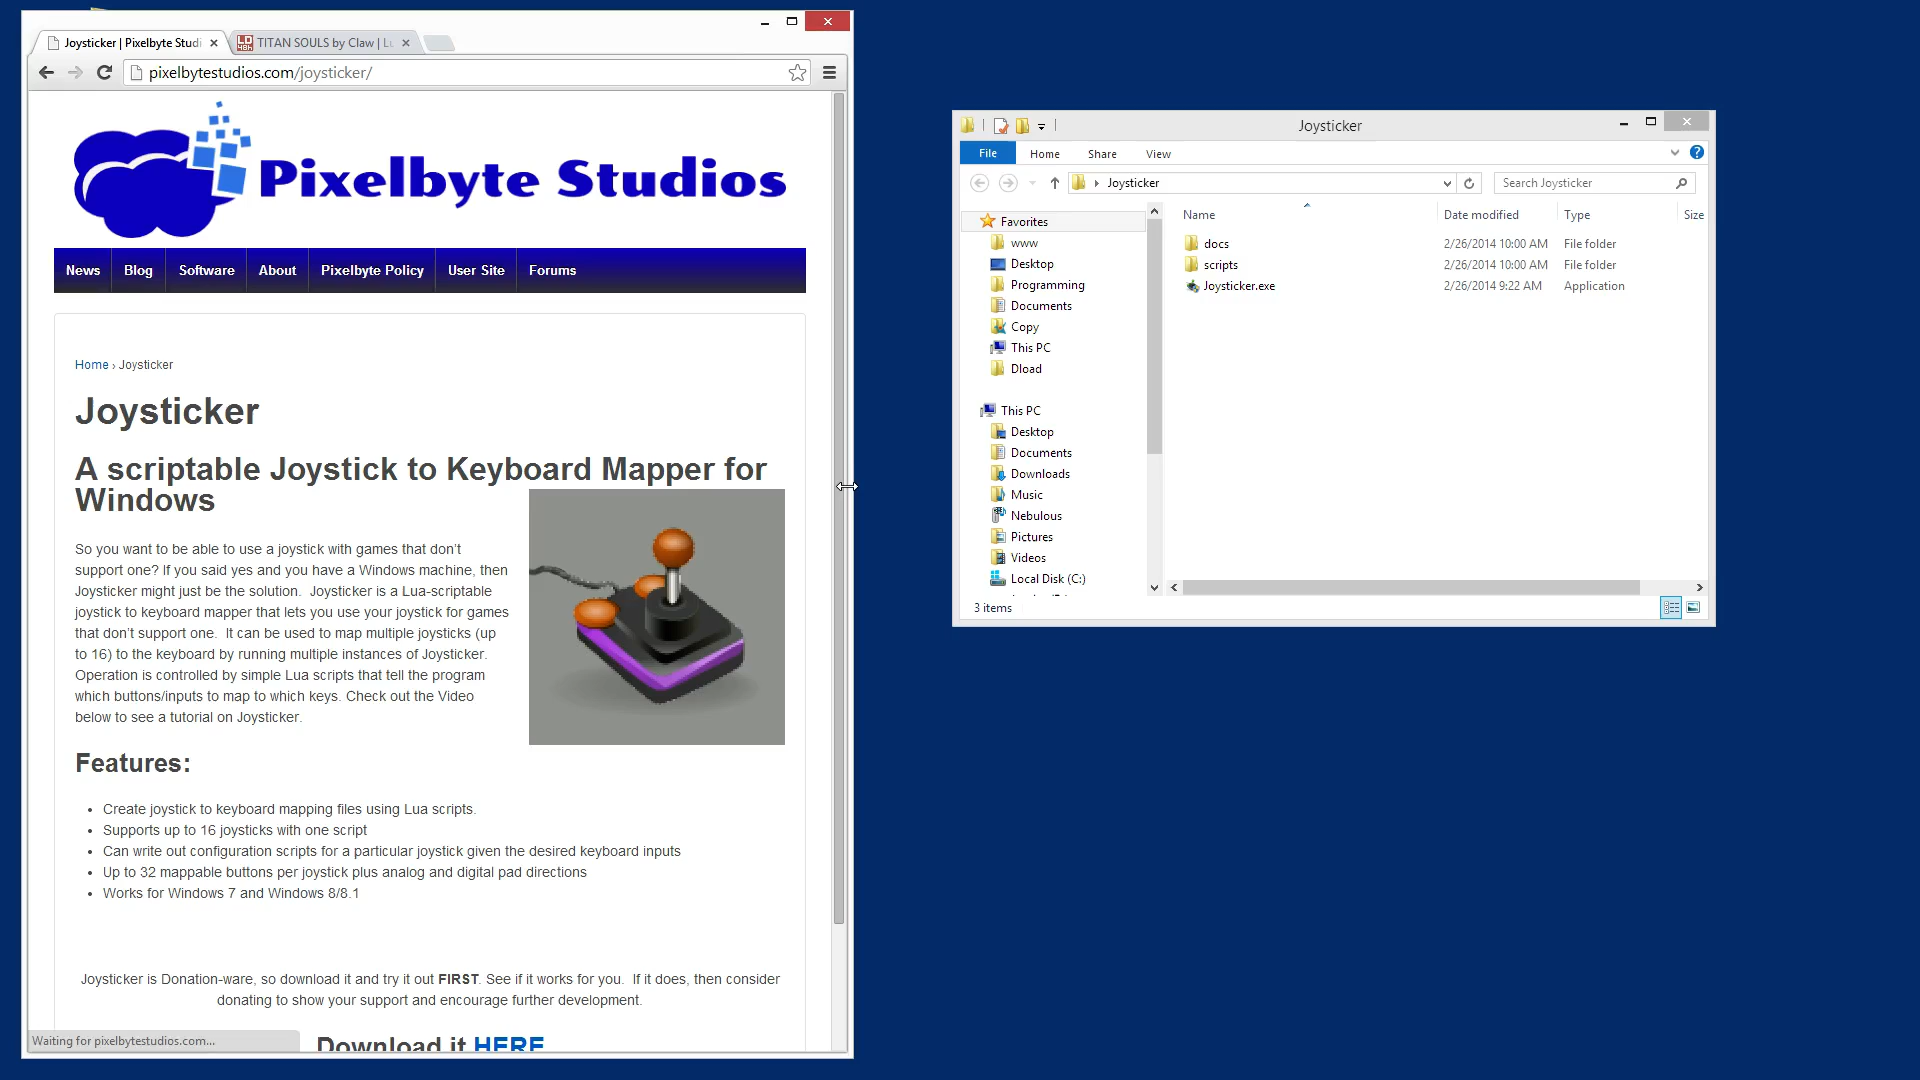 Joysticker | Pixelbyte Studi
TITAN SOULS by Claw | Lu
pixelbytestudios.com/joysticker/
Pixelbyte Studios
News Blog Software About Pixelbyte Policy User Site Forums
Home › Joysticker
Joysticker
A scriptable Joystick to Keyboard Mapper for
Windows
So you want to be able to use a joystick with games that don't
support one? If you said yes and you have a Windows machine, then
Joysticker might just be the solution.  Joysticker is a Lua-scriptable
joystick to keyboard mapper that lets you use your joystick for games
that don't support one.  It can be used to map multiple joysticks (up
to 16) to the keyboard by running multiple instances of Joysticker.
Operation is controlled by simple Lua scripts that tell the program
which buttons/inputs to map to which keys. Check out the Video
below to see a tutorial on Joysticker.
Features:
• Create joystick to keyboard mapping files using Lua scripts.
• Supports up to 16 joysticks with one script
• Can write out configuration scripts for a particular joystick given the desired keyboard inputs
• Up to 32 mappable buttons per joystick plus analog and digital pad directions
• Works for Windows 7 and Windows 8/8.1
Joysticker is Donation-ware, so download it and try it out FIRST. See if it works for you.  If it does, then consider
donating to show your support and encourage further development.
Download it HERE
Waiting for pixelbytestudios.com...
Joysticker
File Home Share View
Joysticker
Search Joysticker
Name Date modified Type Size
docs 2/26/2014 10:00 AM File folder
scripts 2/26/2014 10:00 AM File folder
Joysticker.exe 2/26/2014 9:22 AM Application
Favorites
www
Desktop
Programming
Documents
Copy
This PC
Dload
This PC
Desktop
Documents
Downloads
Music
Nebulous
Pictures
Videos
Local Disk (C:)
3 items